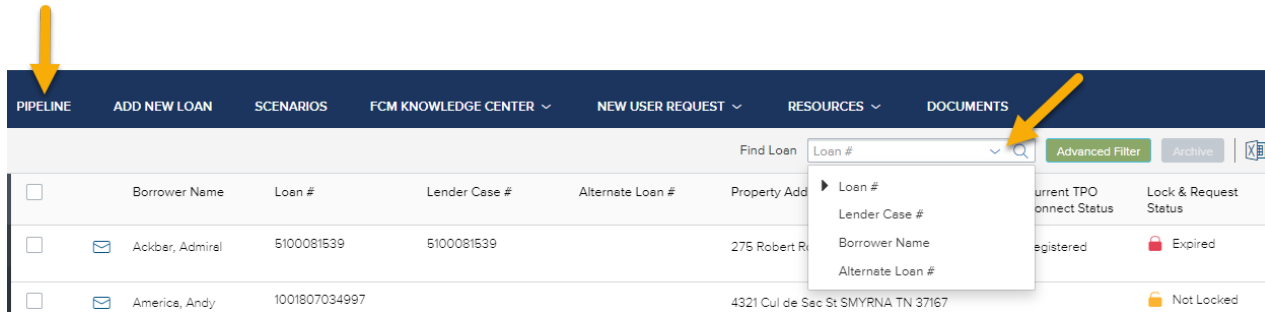 PIPELINE ADD NEW LOAN SCENARIOS FCM KNOWLEDGE CENTER NEW USER REQUEST RESOURCES DOCUMENTS
Find Loan Loan # Advanced Filter Archive
Borrower Name Loan # Lender Case # Alternate Loan # Property Add urrent TPO Lock & Request
onnect Status Status
Loan #
Lender Case #
Borrower Name
Alternate Loan #
Ackbar, Admiral 5100081539 5100081539 275 Robert R egistered Expired
America, Andy 1001807034997 4321 Cul de Sac St SMYRNA TN 37167 Not Locked